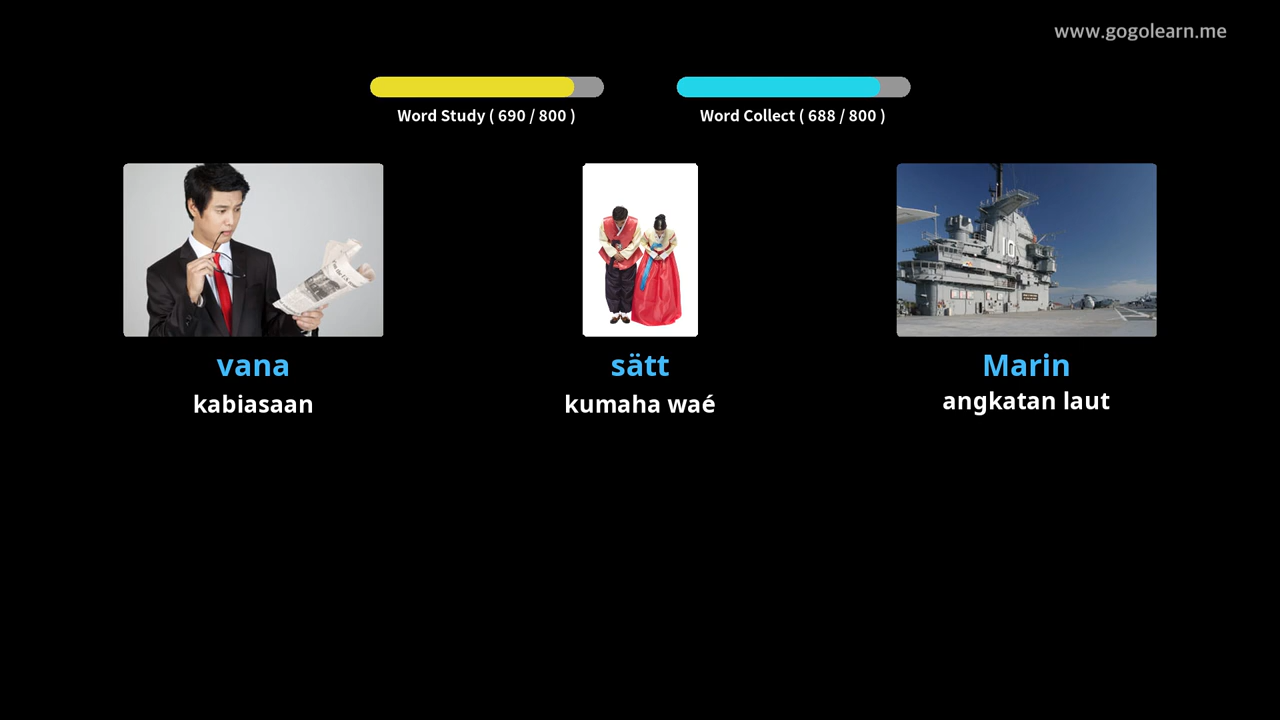 www.gogolearn.me
Word Study ( 690 / 800 )
Word Collect ( 688 / 800 )
10
vana
sätt
Marin
kabiasaan
kumaha waé
angkatan laut